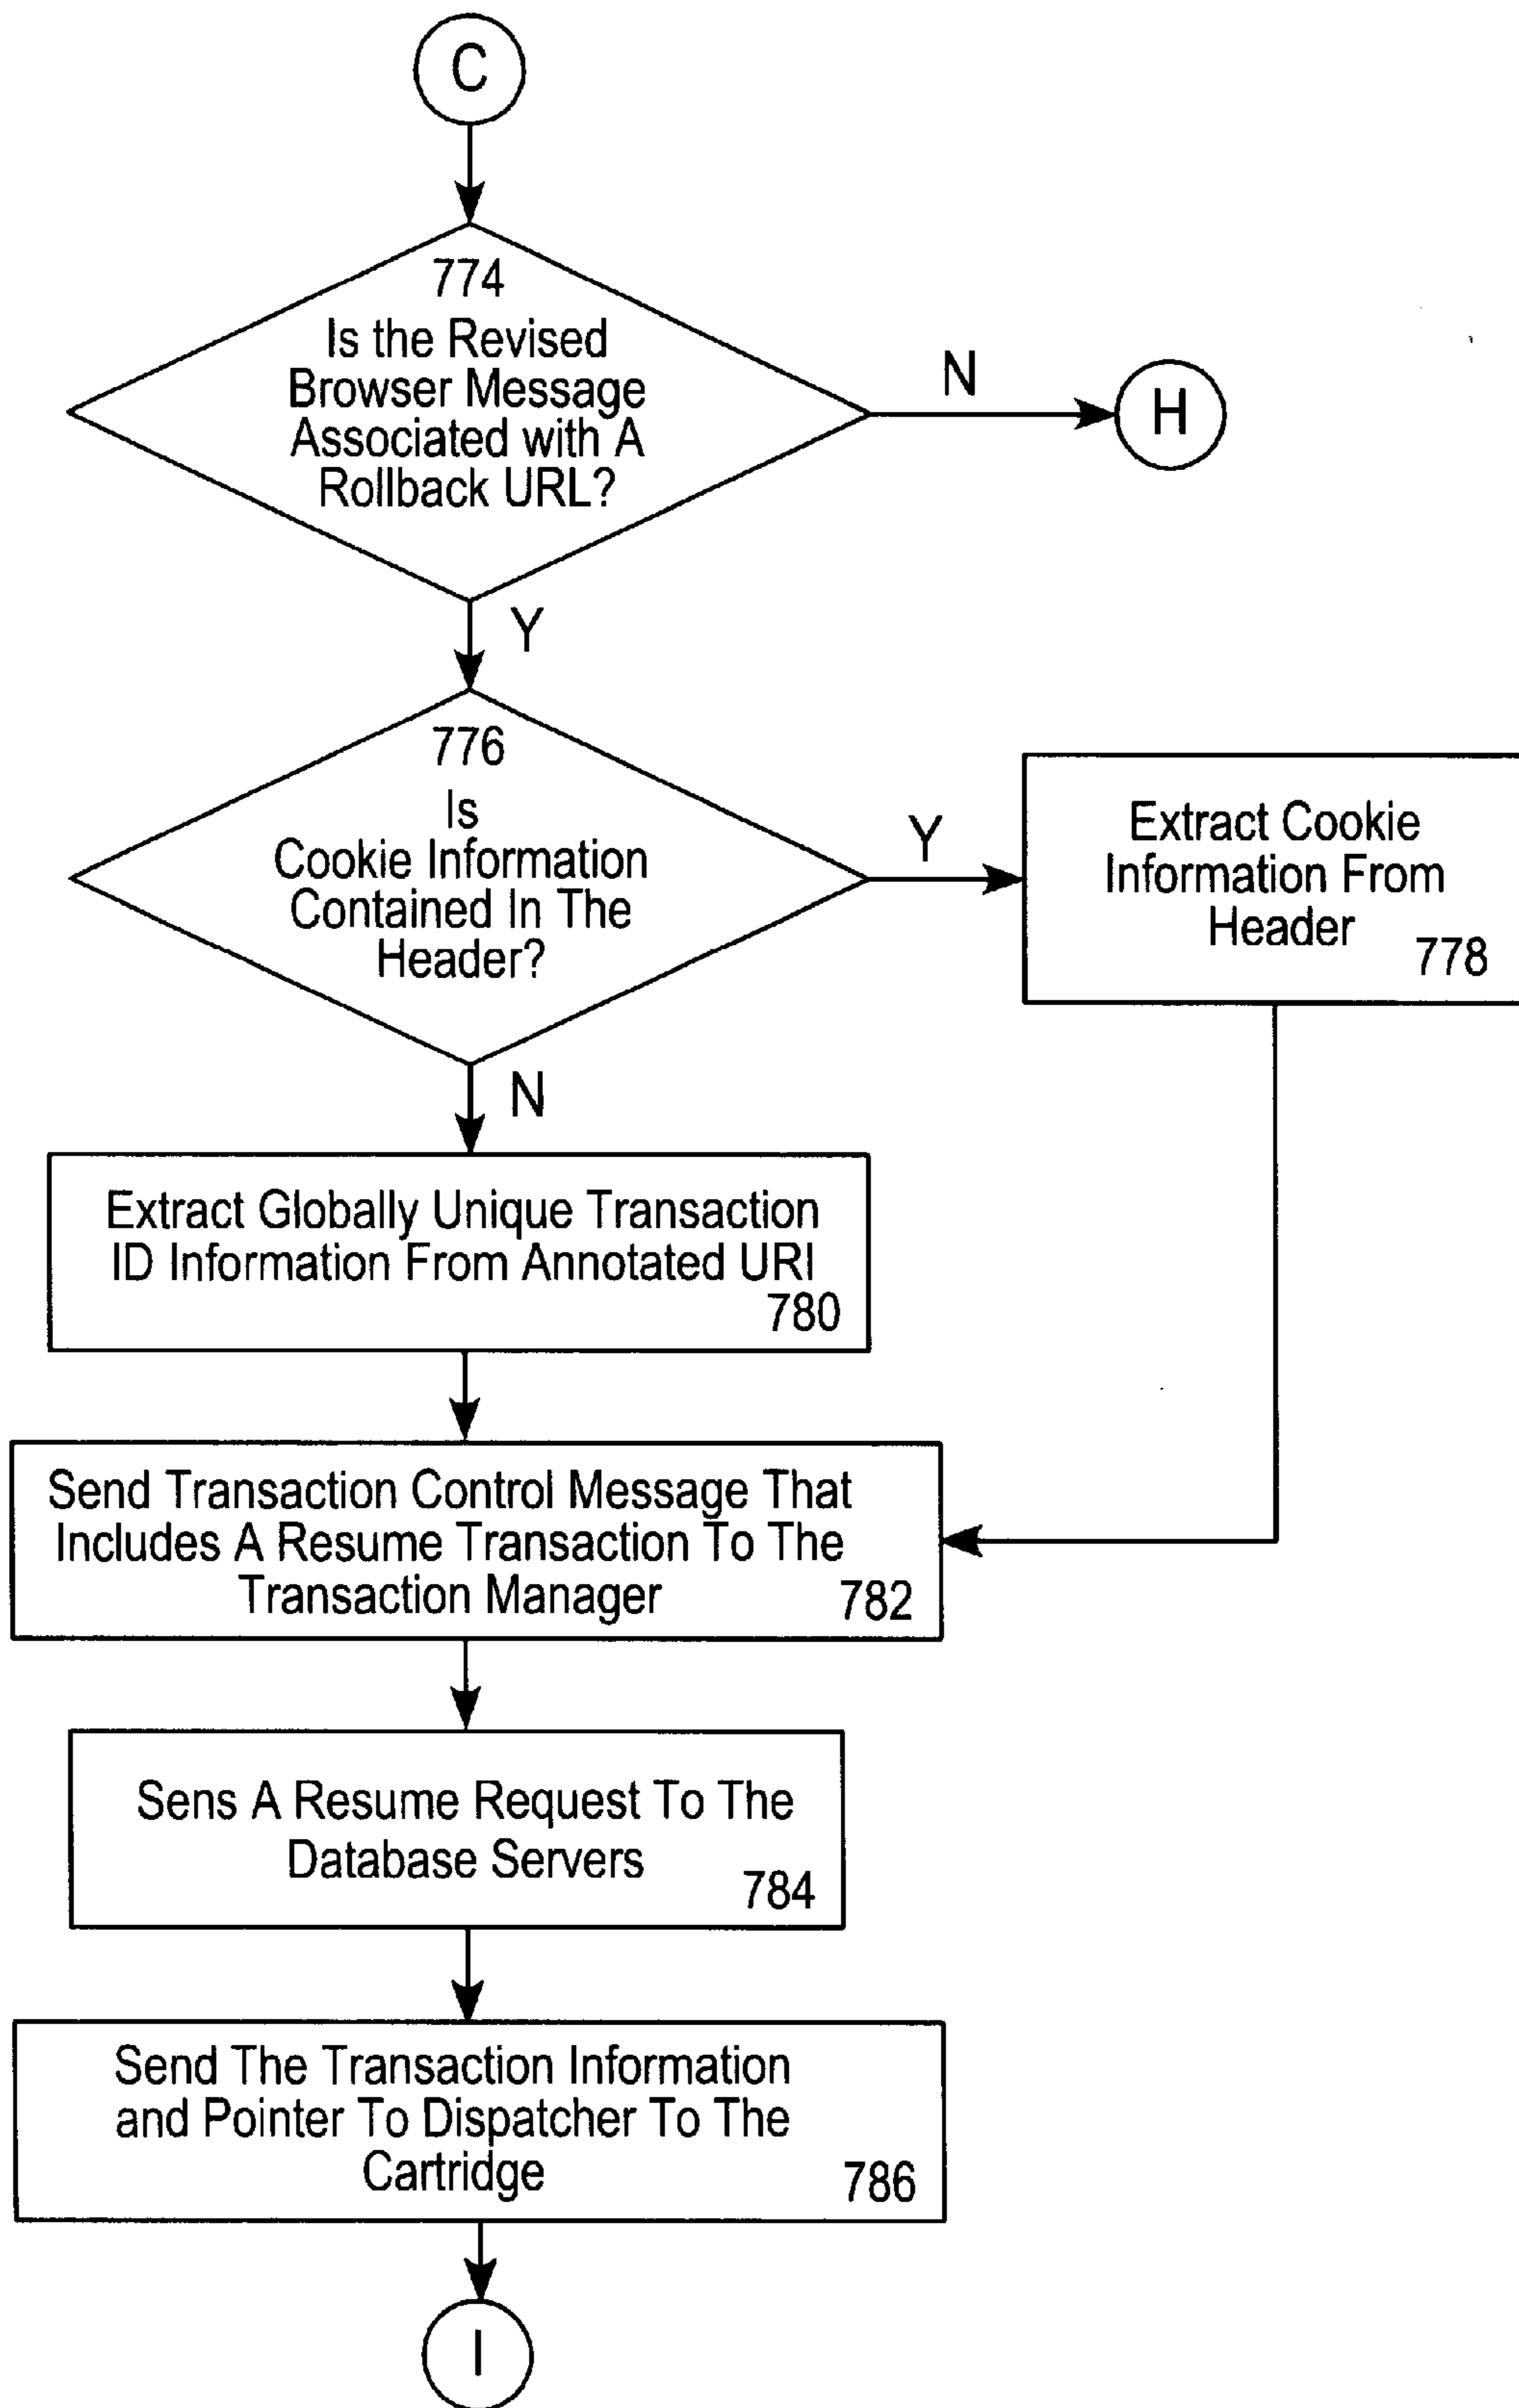 C
774
Is the Revised
Browser Message
Associated with A
Rollback URL?
N
H
Y
776
Is
Cookie Information
Contained In The
Header?
Y
Extract Cookie
Information From
Header
778
N
Extract Globally Unique Transaction
ID Information From Annotated URI
780
Send Transaction Control Message That
Includes A Resume Transaction To The
Transaction Manager
782
Sens A Resume Request To The
Database Servers
784
Send The Transaction Information
and Pointer To Dispatcher To The
Cartridge
786
I